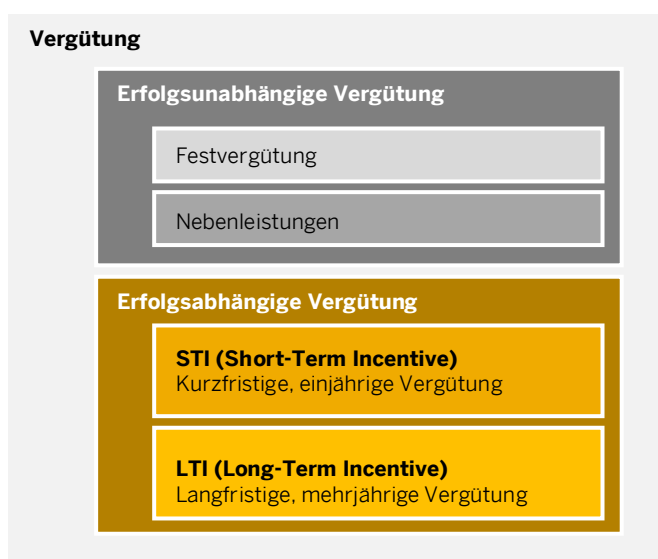 Vergütung
Erfolgsunabhängige Vergütung
Festvergütung
Nebenleistungen
Erfolgsabhängige Vergütung
STI (Short-Term Incentive)
Kurzfristige, einjährige Vergütung
LTI (Long-Term Incentive)
Langfristige, mehrjährige Vergütung